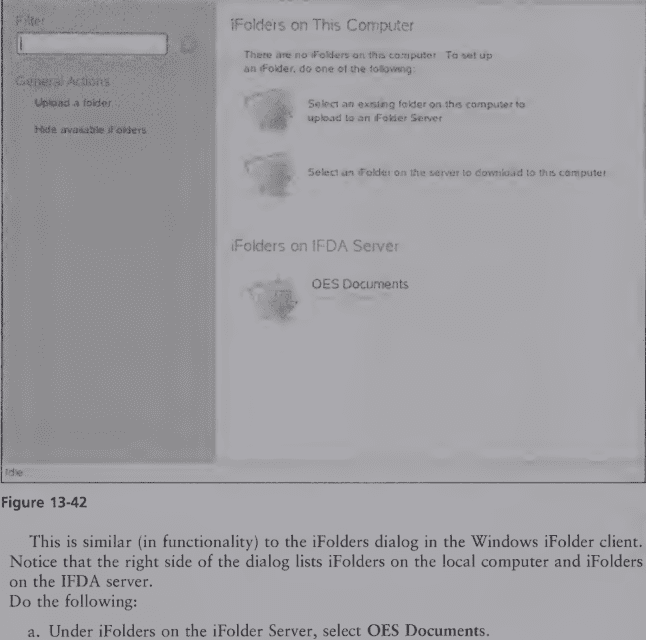 Filter
General Actions
Upload a folder...
Hide available iFolders
iFolders on This Computer
There are no iFolders on this computer. To set up
an iFolder, do one of the following:
Select an existing folder on this computer to
upload to an iFolder Server
Select an iFolder on the server to download to this computer
iFolders on IFDA Server
OES Documents
Idle...
Figure 13-42
This is similar (in functionality) to the iFolders dialog in the Windows iFolder client.
Notice that the right side of the dialog lists iFolders on the local computer and iFolders
on the IFDA server.
Do the following:
a. Under iFolders on the iFolder Server, select OES Documents.